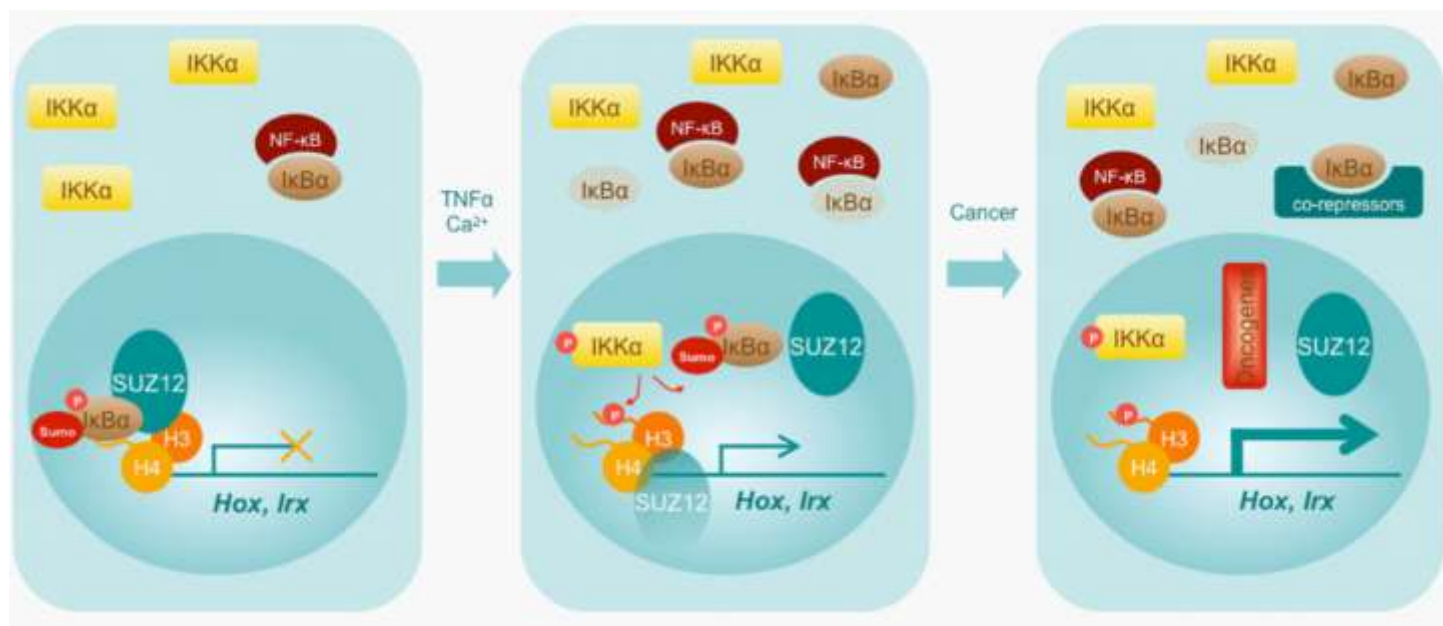 IKKα
IKKα
IKKα
NF-κB
IκBα
SUZ12
P
Sumo
IκBα
H3
H4
Hox, Irx
TNFα
Ca²⁺
IKKα
IKKα
IκBα
NF-κB
IκBα
NF-κB
IκBα
IκBα
P
IKKα
P
Sumo
IκBα
SUZ12
P
H3
H4
SUZ12
Hox, Irx
Cancer
IKKα
IKKα
IκBα
IκBα
NF-κB
IκBα
IκBα
co-repressors
P
IKKα
Oncogenes
SUZ12
P
H3
H4
Hox, Irx